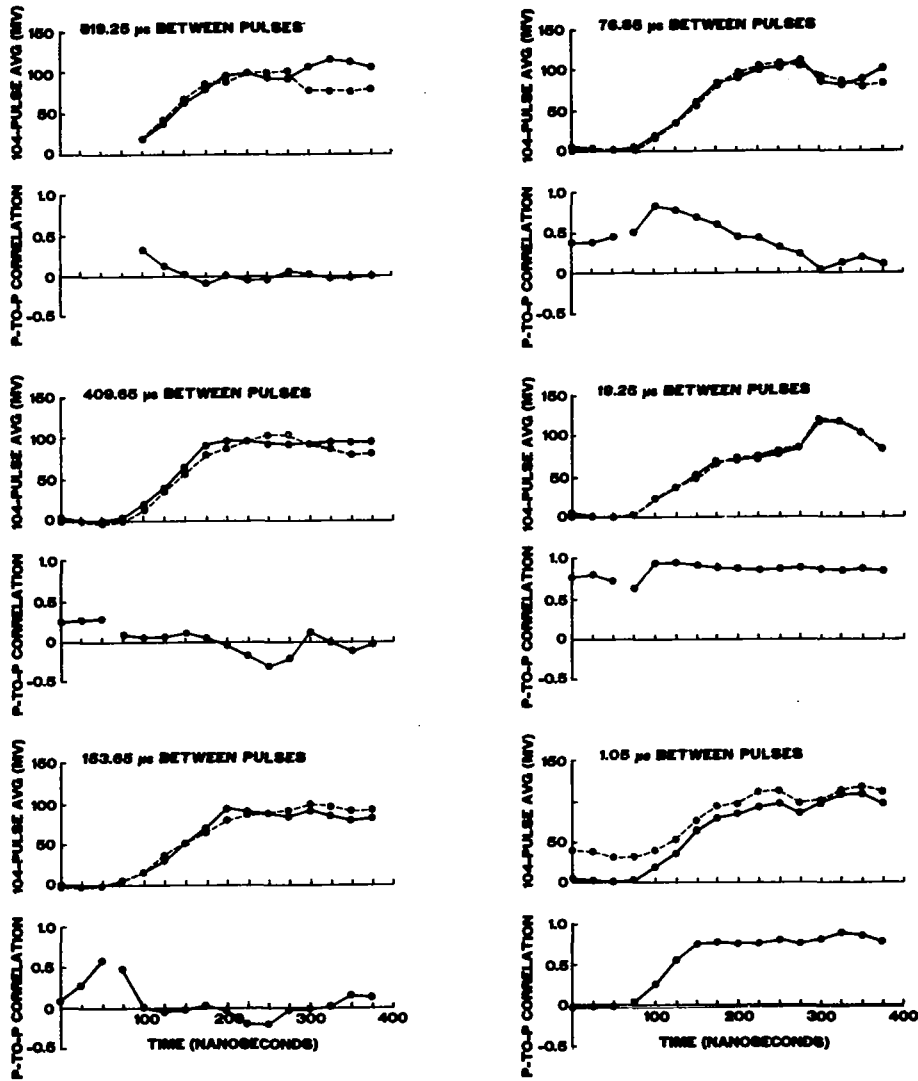 819.25 µs BETWEEN PULSES
104-PULSE AVG (MV)
150
100
50
0
P-TO-P CORRELATION
1.0
0.5
0
-0.5
409.65 µs BETWEEN PULSES
104-PULSE AVG (MV)
150
100
50
0
P-TO-P CORRELATION
1.0
0.5
0
-0.5
153.65 µs BETWEEN PULSES
104-PULSE AVG (MV)
150
100
50
0
P-TO-P CORRELATION
1.0
0.5
0
-0.5
100 200 300 400
TIME (NANOSECONDS)
76.65 µs BETWEEN PULSES
104-PULSE AVG (MV)
150
100
50
0
P-TO-P CORRELATION
1.0
0.5
0
-0.5
19.25 µs BETWEEN PULSES
104-PULSE AVG (MV)
150
100
50
0
P-TO-P CORRELATION
1.0
0.5
0
-0.5
1.05 µs BETWEEN PULSES
104-PULSE AVG (MV)
150
100
50
0
P-TO-P CORRELATION
1.0
0.5
0
-0.5
100 200 300 400
TIME (NANOSECONDS)